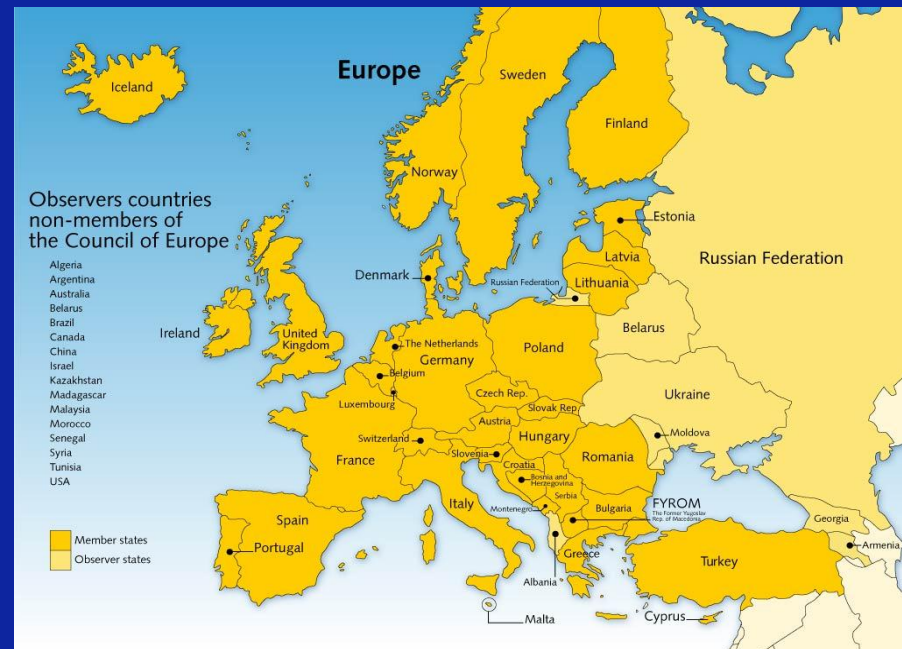 Europe
Iceland
Sweden
Finland
Norway
Observers countries
non-members of
the Council of Europe
Algeria
Argentina
Australia
Belarus
Brazil
Canada
China
Israel
Kazakhstan
Madagascar
Malaysia
Morocco
Senegal
Syria
Tunisia
USA
Member states
Observer states
Estonia
Latvia
Lithuania
Russian Federation
Russian Federation
Denmark
Belarus
Ireland
United
Kingdom
The Netherlands
Germany
Poland
Belgium
Luxembourg
Czech Rep.
Slovak Rep.
Ukraine
Austria
Hungary
Moldova
Switzerland
France
Slovenia
Croatia
Romania
Bosnia and
Herzegovina
Serbia
Montenegro
Bulgaria
FYROM
The Former Yugoslav
Rep. of Macedonia
Italy
Spain
Portugal
Georgia
Armenia
Greece
Turkey
Albania
Malta
Cyprus